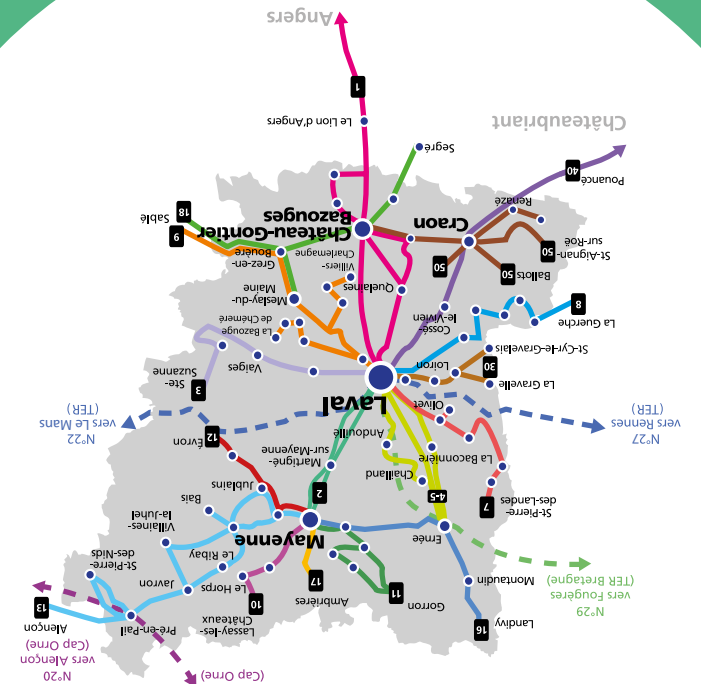 (Cap Orne)
N°20
vers Alençon
(Cap Orne)
Alençon
13
Pré-en-Pail
Lassay-les-
Châteaux
10
Landivy
16
N°29
vers Fougères
(TER Bretagne)
Gorron
11
Ambrières
17
Le Horps
Javron
St-Pierre-
des-Nids
Montaudin
Le Ribay
Ernée
Mayenne
Villaines-
la-Juhel
Bais
St-Pierre-
des-Landes
7
4-5
2
Jublains
Chailland
La Baconnière
Martigné-
sur-Mayenne
Andouillé
12
Évron
N°27
vers Rennes
(TER)
N°22
vers Le Mans
(TER)
Olivet
Laval
La Gravelle
30
Loiron
Vaiges
3
Ste-
Suzanne
St-Cyr-le-Gravelais
La Guerche
8
Cossé-
le-Vivien
La Bazouge
de Chémeré
Meslay-du-
Maine
Quelaines
Villiers-
Charlemagne
Ballots
50
50
50
St-Aignan-
sur-Roë
Grez-en-
Bouère
9
Sablé
18
Craon
Château-Gontier
Bazouges
Renazé
Pouancé
40
Segré
Châteaubriant
Le Lion d'Angers
1
Angers